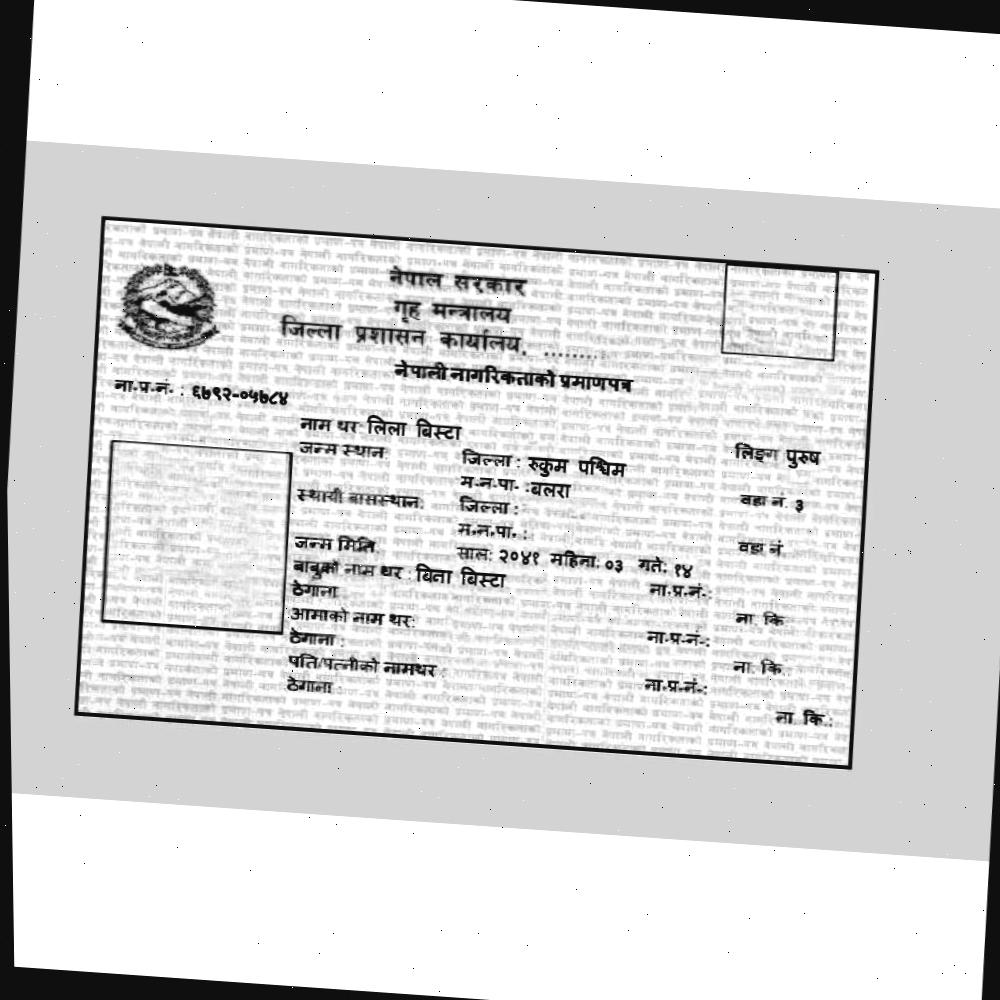 नेपाल सरकार
गृह मन्त्रालय
जिल्ला प्रशासन कार्यालय, ........
नेपाली नागरिकताको प्रमाणपत्र
ना.प्र.नं. : ६७९२-०५७८४
नाम थर लिला बिस्टा लिङ्ग पुरुष
जन्म स्थान: जिल्ला : रुकुम पश्चिम
म.न.पा. :बलरा वडा नं. ३
स्थायी बासस्थान: जिल्ला :
म.न.पा. : वडा नं.
जन्म मिति साल: २०४१ महिना: ०३ गते: १४
बाबुको नाम थर : बिना बिस्टा ना.प्र.नं.:
ठेगाना ना. कि.
आमाको नाम थर: ना.प्र.नं.:
ठेगाना : ना. कि.
पति/पत्नीको नामथर : ना.प्र.नं.:
ठेगाना : ना. कि.: